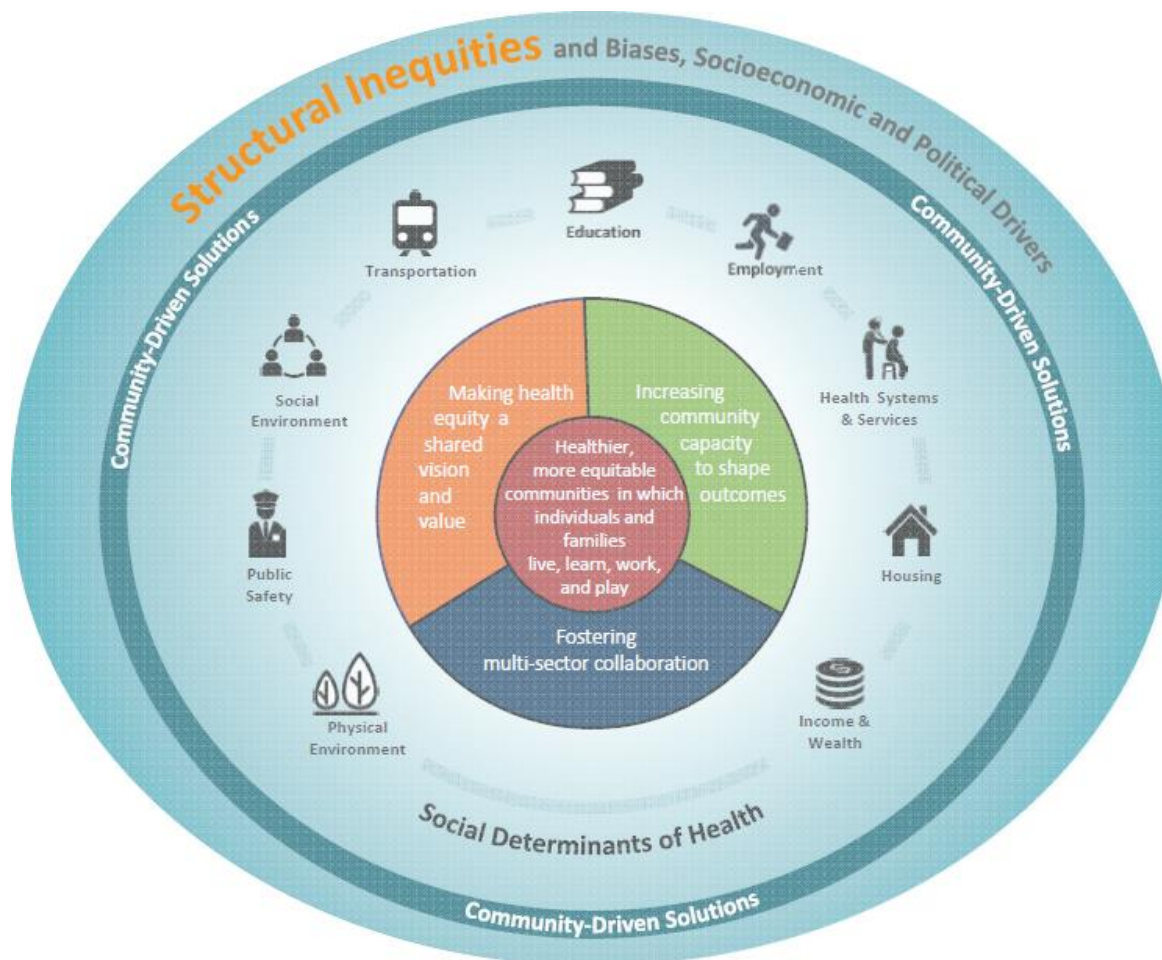 Structural Inequities and Biases, Socioeconomic and Political Drivers
Community-Driven Solutions
Community-Driven Solutions
Education
Transportation
Employment
Social
Environment
Health Systems
& Services
Public
Safety
Housing
Physical
Environment
Income &
Wealth
Making health
equity a
shared
vision
and
value
Increasing
community
capacity
to shape
outcomes
Healthier,
more equitable
communities in which
individuals and
families
live, learn, work,
and play
Fostering
multi-sector collaboration
Social Determinants of Health
Community-Driven Solutions